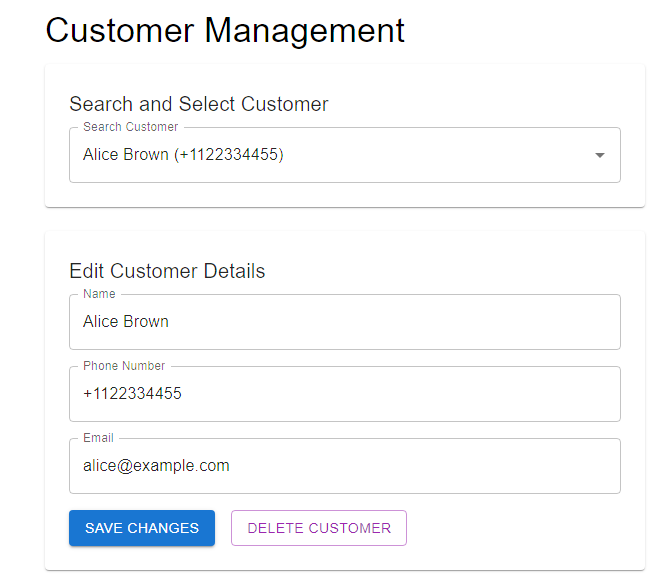 Customer Management
Search and Select Customer
Search Customer
Alice Brown (+1122334455)
Edit Customer Details
Name
Alice Brown
Phone Number
+1122334455
Email
alice@example.com
SAVE CHANGES DELETE CUSTOMER